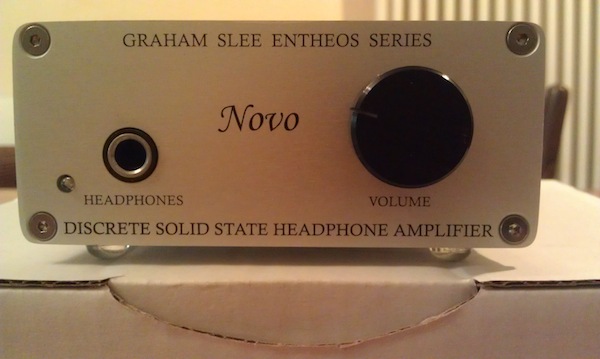 GRAHAM SLEE ENTHEOS SERIES
Novo
HEADPHONES
VOLUME
DISCRETE SOLID STATE HEADPHONE AMPLIFIER